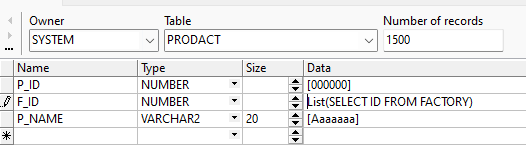 Owner Table Number of records
SYSTEM PRODACT 1500
Name Type Size Data
P_ID NUMBER [000000]
F_ID NUMBER List(SELECT ID FROM FACTORY)
P_NAME VARCHAR2 20 [Aaaaaaa]